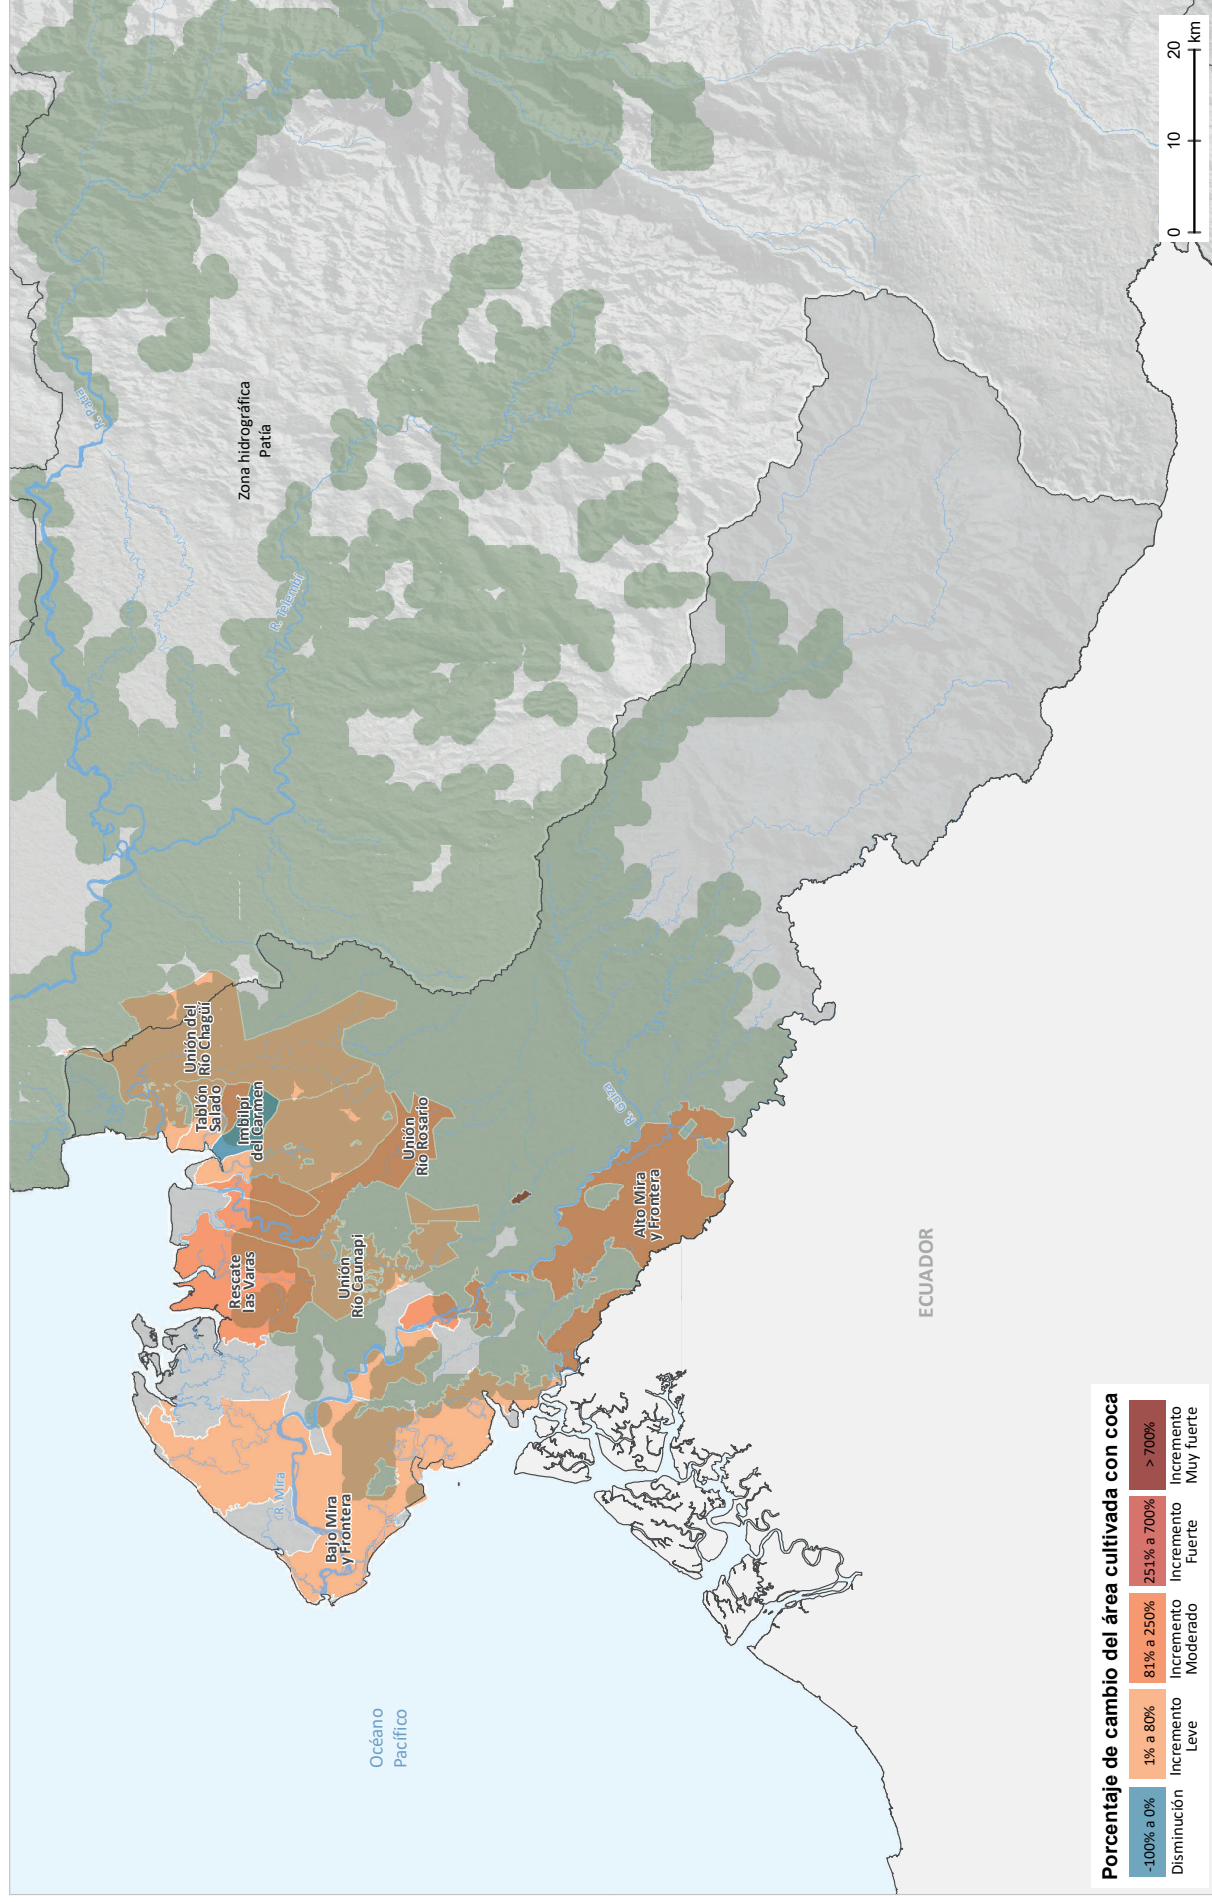 R. Patía
Zona hidrográfica
Patía
R. Telembí
Unión del
Río Chagüí
Tablón
Salado
Imbilpí
del Carmen
Unión
Río Rosario
R. Güiza
Alto Mira
y Frontera
Rescate
las Varas
Unión
Río Caunapi
R. Mira
Bajo Mira
y Frontera
Océano
Pacífico
ECUADOR
0 10 20
km
Porcentaje de cambio del área cultivada con coca
-100% a 0% 1% a 80% 81% a 250% 251% a 700% > 700%
Disminución Incremento Incremento Incremento Incremento
Leve Moderado Fuerte Muy fuerte